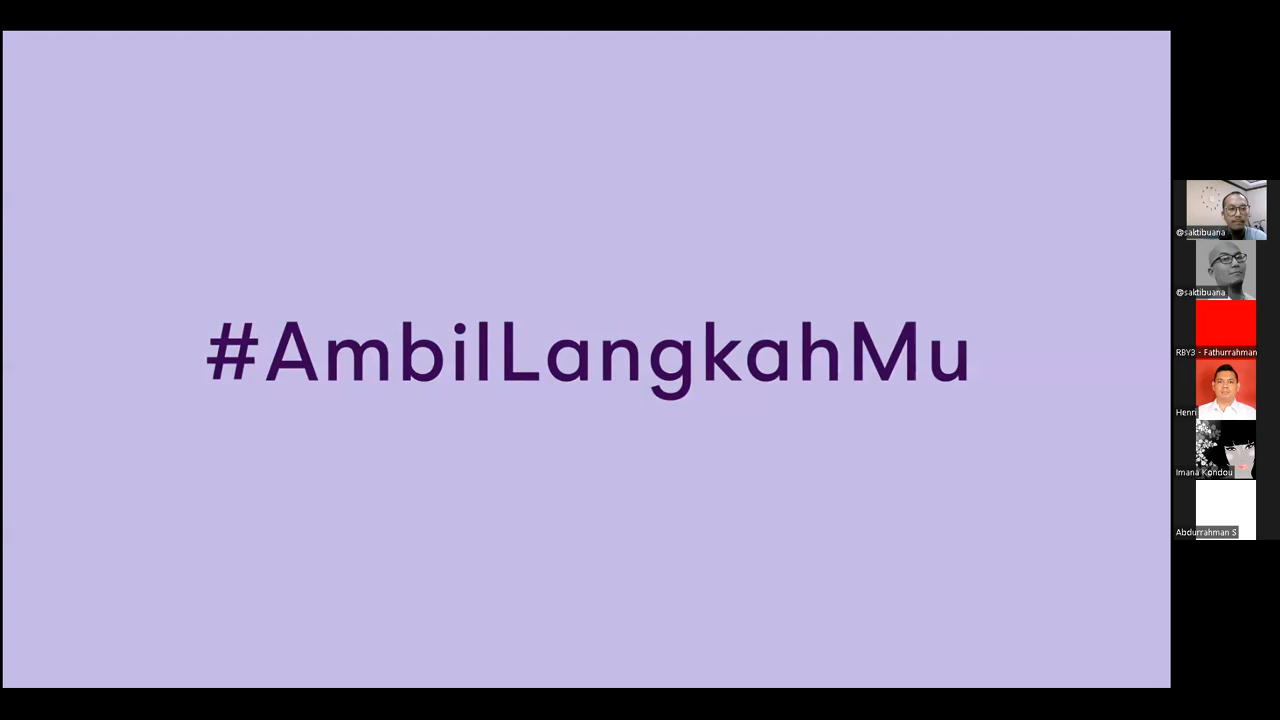 #AmbilLangkahMu
@saktibuana
@saktibuana
RBY3 - Fathurrahman
Henri
Imana Kondou
Abdurrahman S